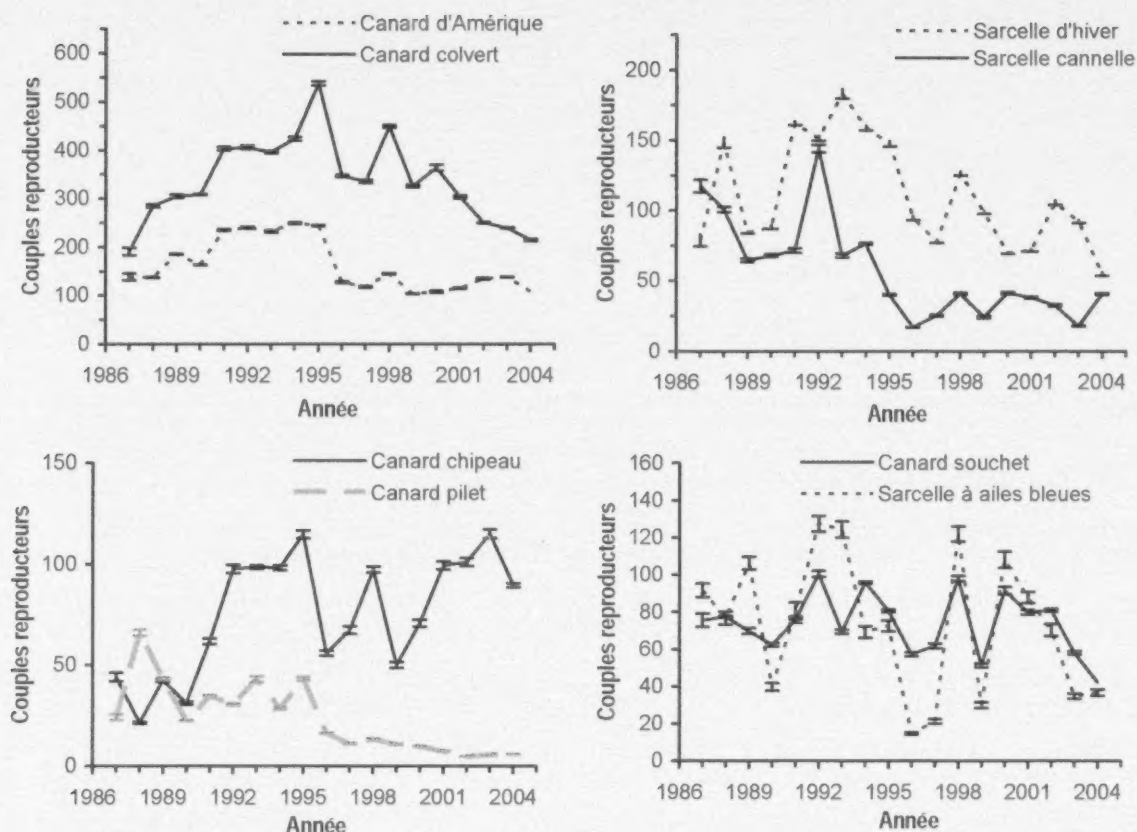 Canard d'Amérique
Canard colvert
600
500
400
300
200
100
0
Couples reproducteurs
1986 1989 1992 1995 1998 2001 2004
Année
Sarcelle d'hiver
Sarcelle cannelle
200
150
100
50
0
Couples reproducteurs
1986 1989 1992 1995 1998 2001 2004
Année
Canard chipeau
Canard pilet
150
100
50
0
Couples reproducteurs
1986 1989 1992 1995 1998 2001 2004
Année
Canard souchet
Sarcelle à ailes bleues
160
140
120
100
80
60
40
20
0
Couples reproducteurs
1986 1989 1992 1995 1998 2001 2004
Année